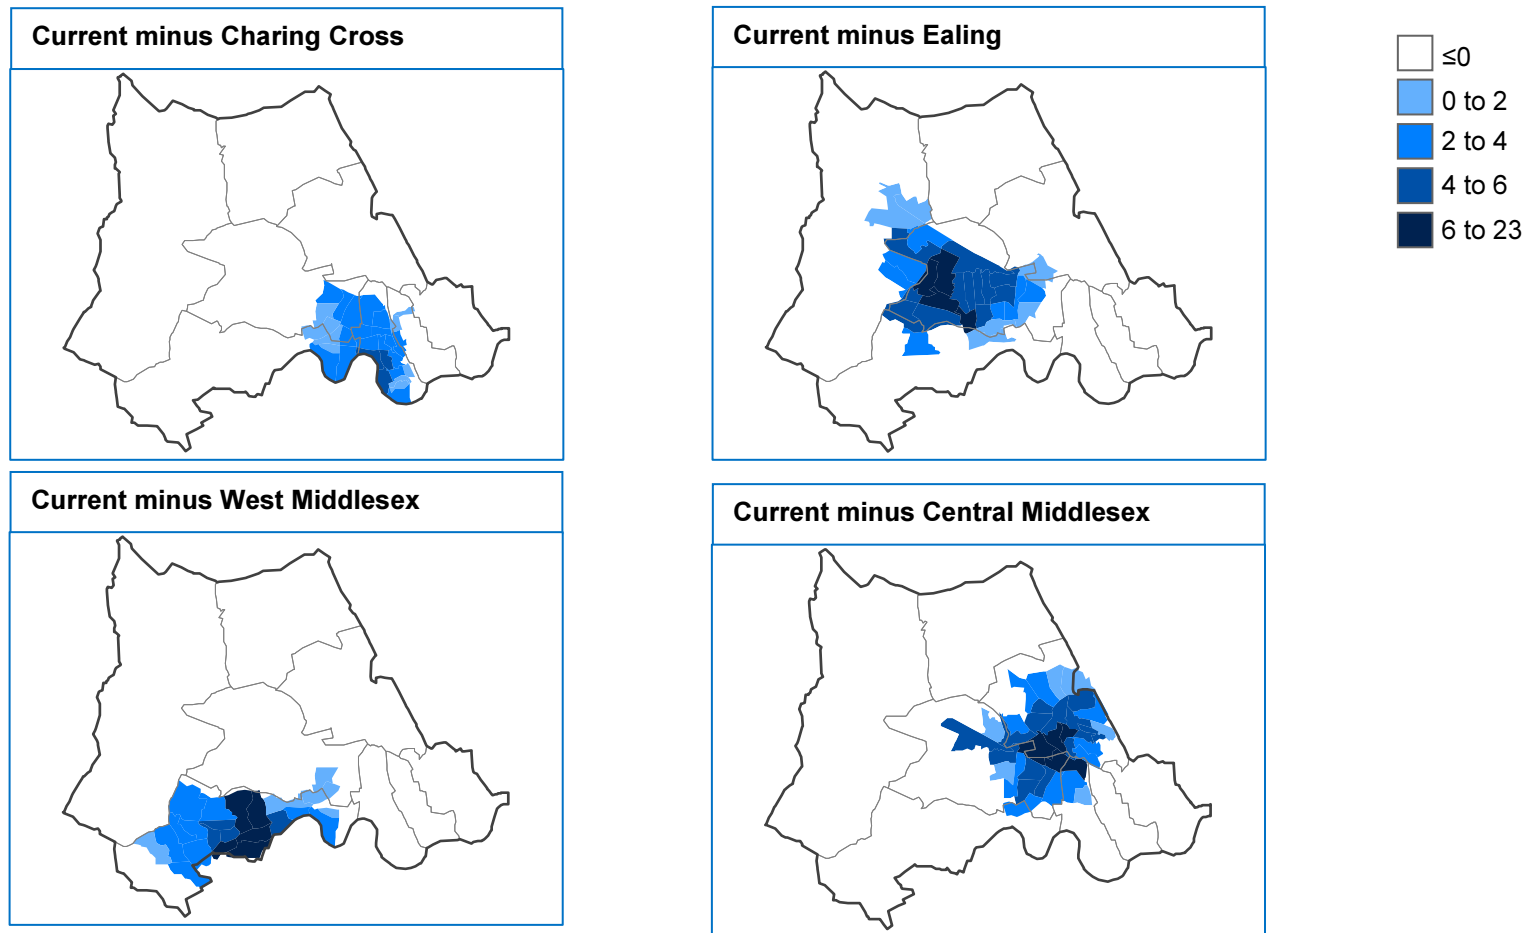 Current minus Charing Cross
Current minus Ealing
≤0
0 to 2
2 to 4
4 to 6
6 to 23
Current minus West Middlesex
Current minus Central Middlesex